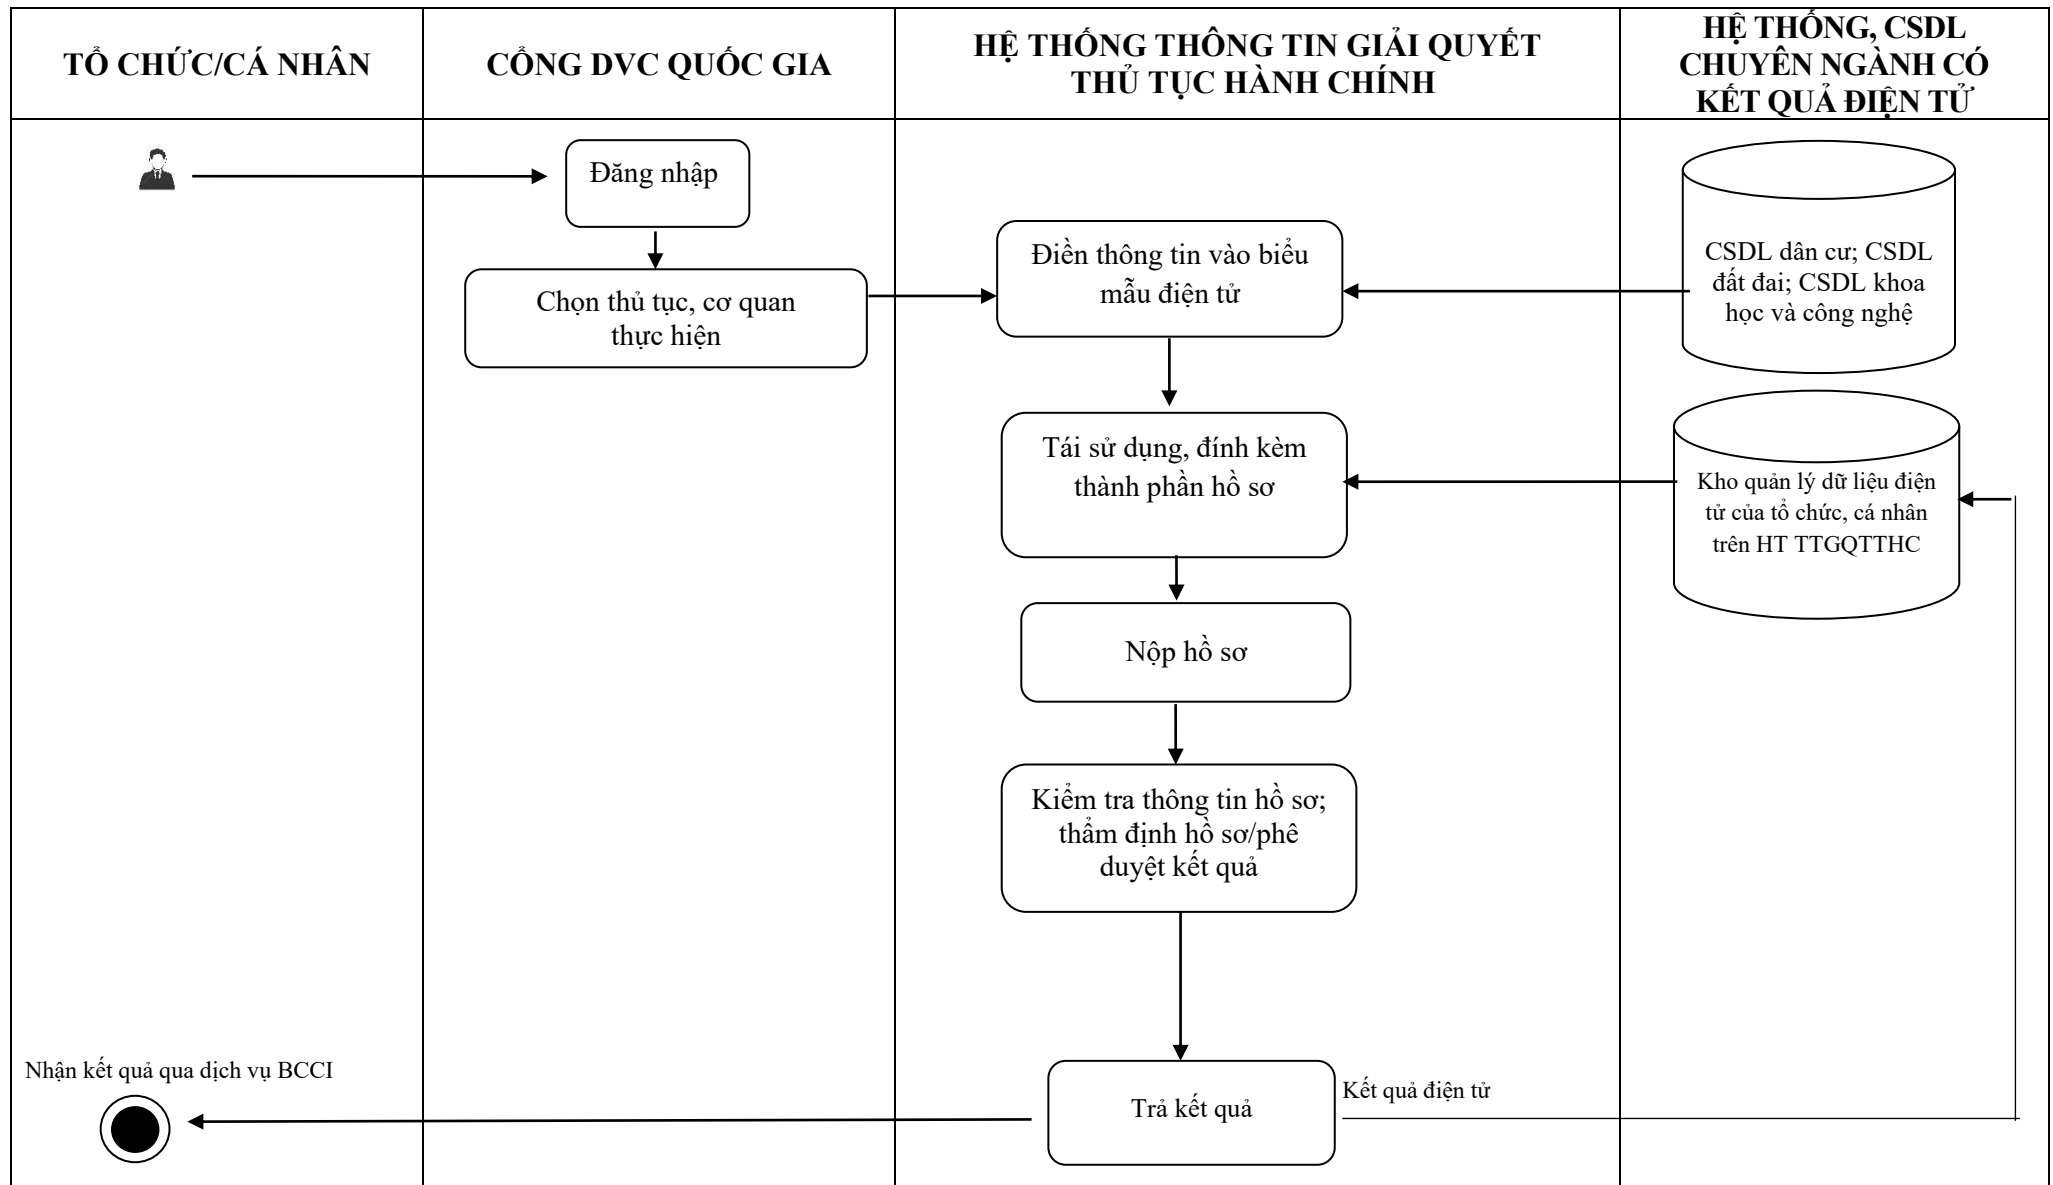 TỔ CHỨC/CÁ NHÂN
CỔNG DVC QUỐC GIA
HỆ THỐNG THÔNG TIN GIẢI QUYẾT
THỦ TỤC HÀNH CHÍNH
HỆ THỐNG, CSDL
CHUYÊN NGÀNH CÓ
KẾT QUẢ ĐIỆN TỬ
Đăng nhập
Chọn thủ tục, cơ quan
thực hiện
Điền thông tin vào biểu
mẫu điện tử
CSDL dân cư; CSDL
đất đai; CSDL khoa
học và công nghệ
Tái sử dụng, đính kèm
thành phần hồ sơ
Kho quản lý dữ liệu điện
tử của tổ chức, cá nhân
trên HT TTGQTTHC
Nộp hồ sơ
Kiểm tra thông tin hồ sơ;
thẩm định hồ sơ/phê
duyệt kết quả
Nhận kết quả qua dịch vụ BCCI
Trả kết quả
Kết quả điện tử